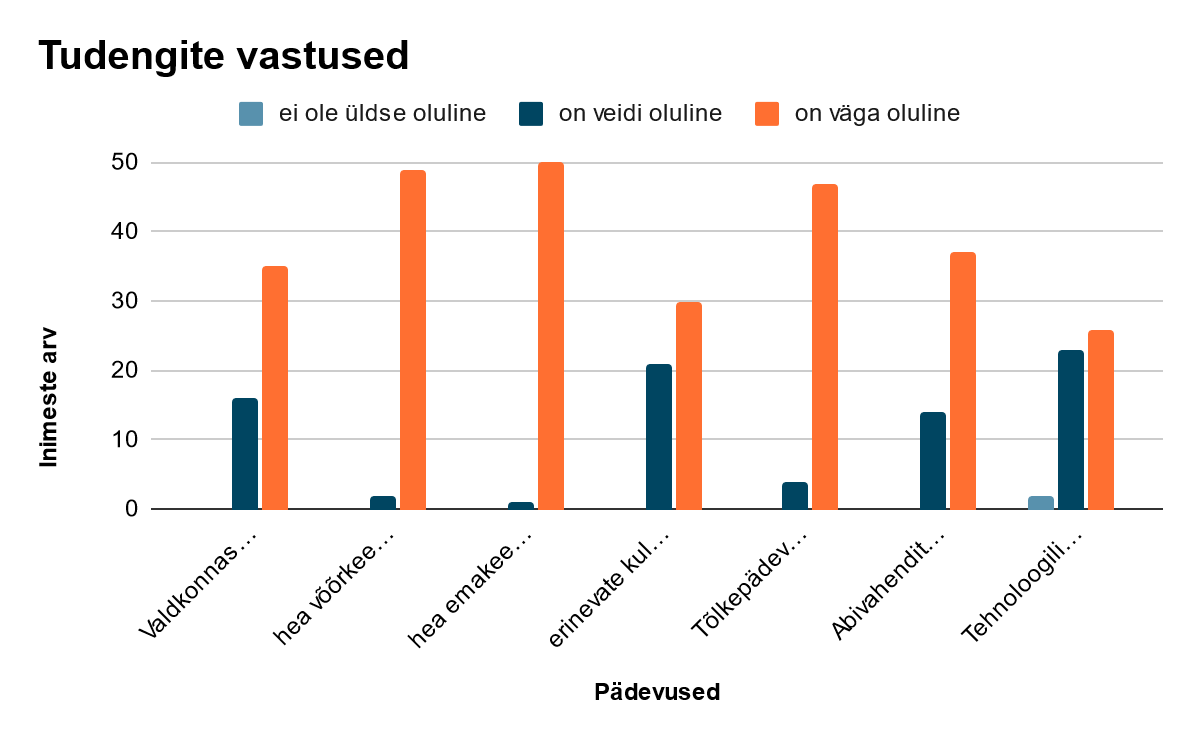 Tudengite vastused
ei ole üldse oluline on veidi oluline on väga oluline
50
40
30
20
10
0
Inimeste arv
Valdkonnas…
hea võõrkee…
hea emakee…
erinevate kul…
Tõlkepädev…
Abivahendit…
Tehnoloogili…
Pädevused